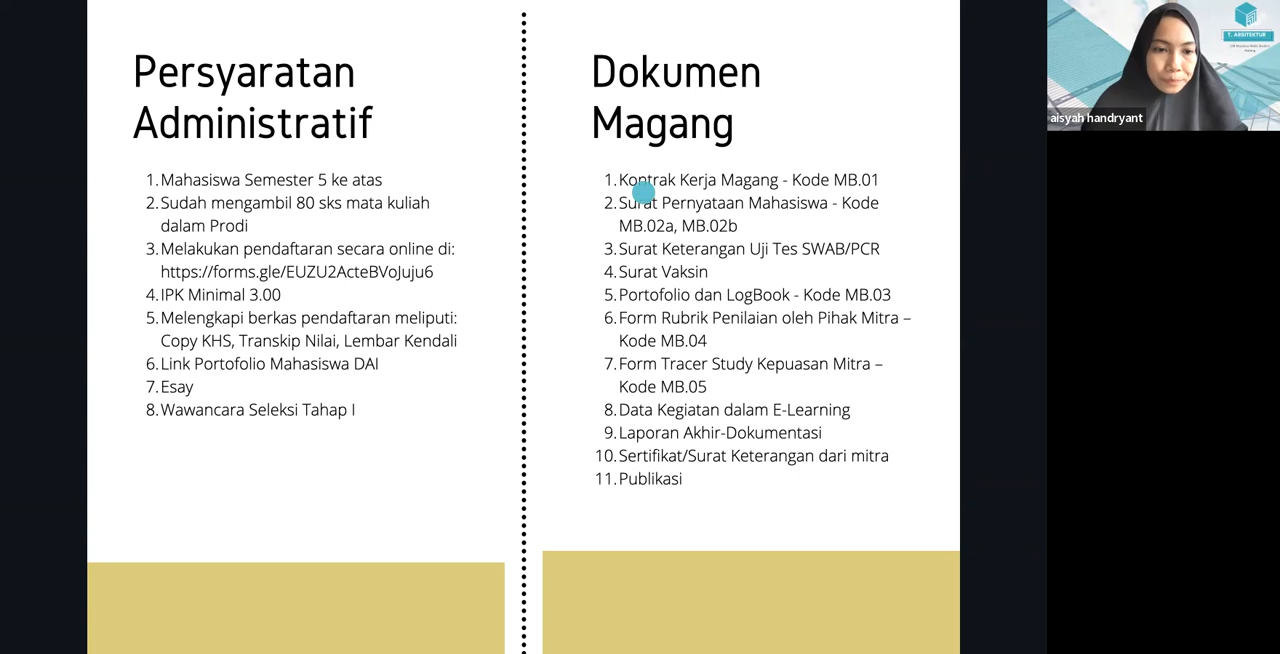 Persyaratan
Administratif
1. Mahasiswa Semester 5 ke atas
2. Sudah mengambil 80 sks mata kuliah
dalam Prodi
3. Melakukan pendaftaran secara online di:
https://forms.gle/EUZU2ActeBVoJuju6
4. IPK Minimal 3.00
5. Melengkapi berkas pendaftaran meliputi:
Copy KHS, Transkip Nilai, Lembar Kendali
6. Link Portofolio Mahasiswa DAI
7. Esay
8. Wawancara Seleksi Tahap I
Dokumen
Magang
1. Kontrak Kerja Magang - Kode MB.01
2. Surat Pernyataan Mahasiswa - Kode
MB.02a, MB.02b
3. Surat Keterangan Uji Tes SWAB/PCR
4. Surat Vaksin
5. Portofolio dan LogBook - Kode MB.03
6. Form Rubrik Penilaian oleh Pihak Mitra –
Kode MB.04
7. Form Tracer Study Kepuasan Mitra –
Kode MB.05
8. Data Kegiatan dalam E-Learning
9. Laporan Akhir-Dokumentasi
10. Sertifikat/Surat Keterangan dari mitra
11. Publikasi
T. ARSITEKTUR
aisyah handryant